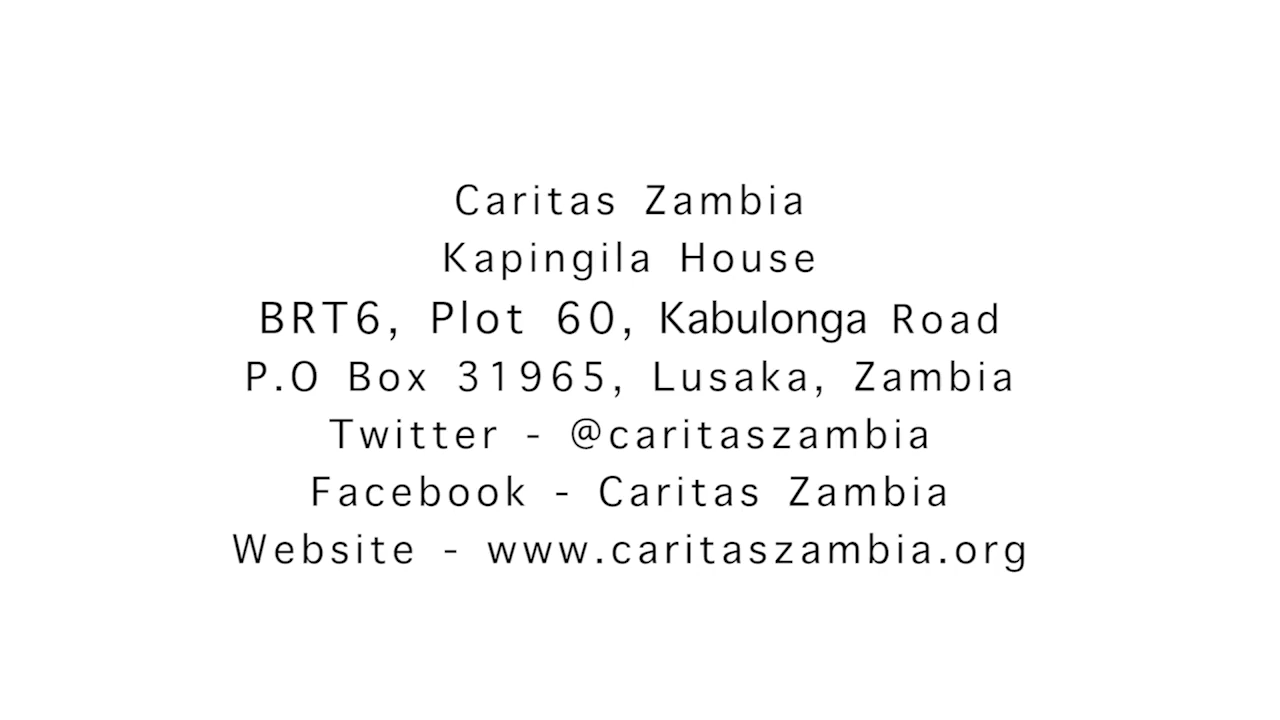 Caritas Zambia
Kapingila House
BRT6, Plot 60, Kabulonga Road
P.O Box 31965, Lusaka, Zambia
Twitter - @caritaszambia
Facebook - Caritas Zambia
Website - www.caritaszambia.org